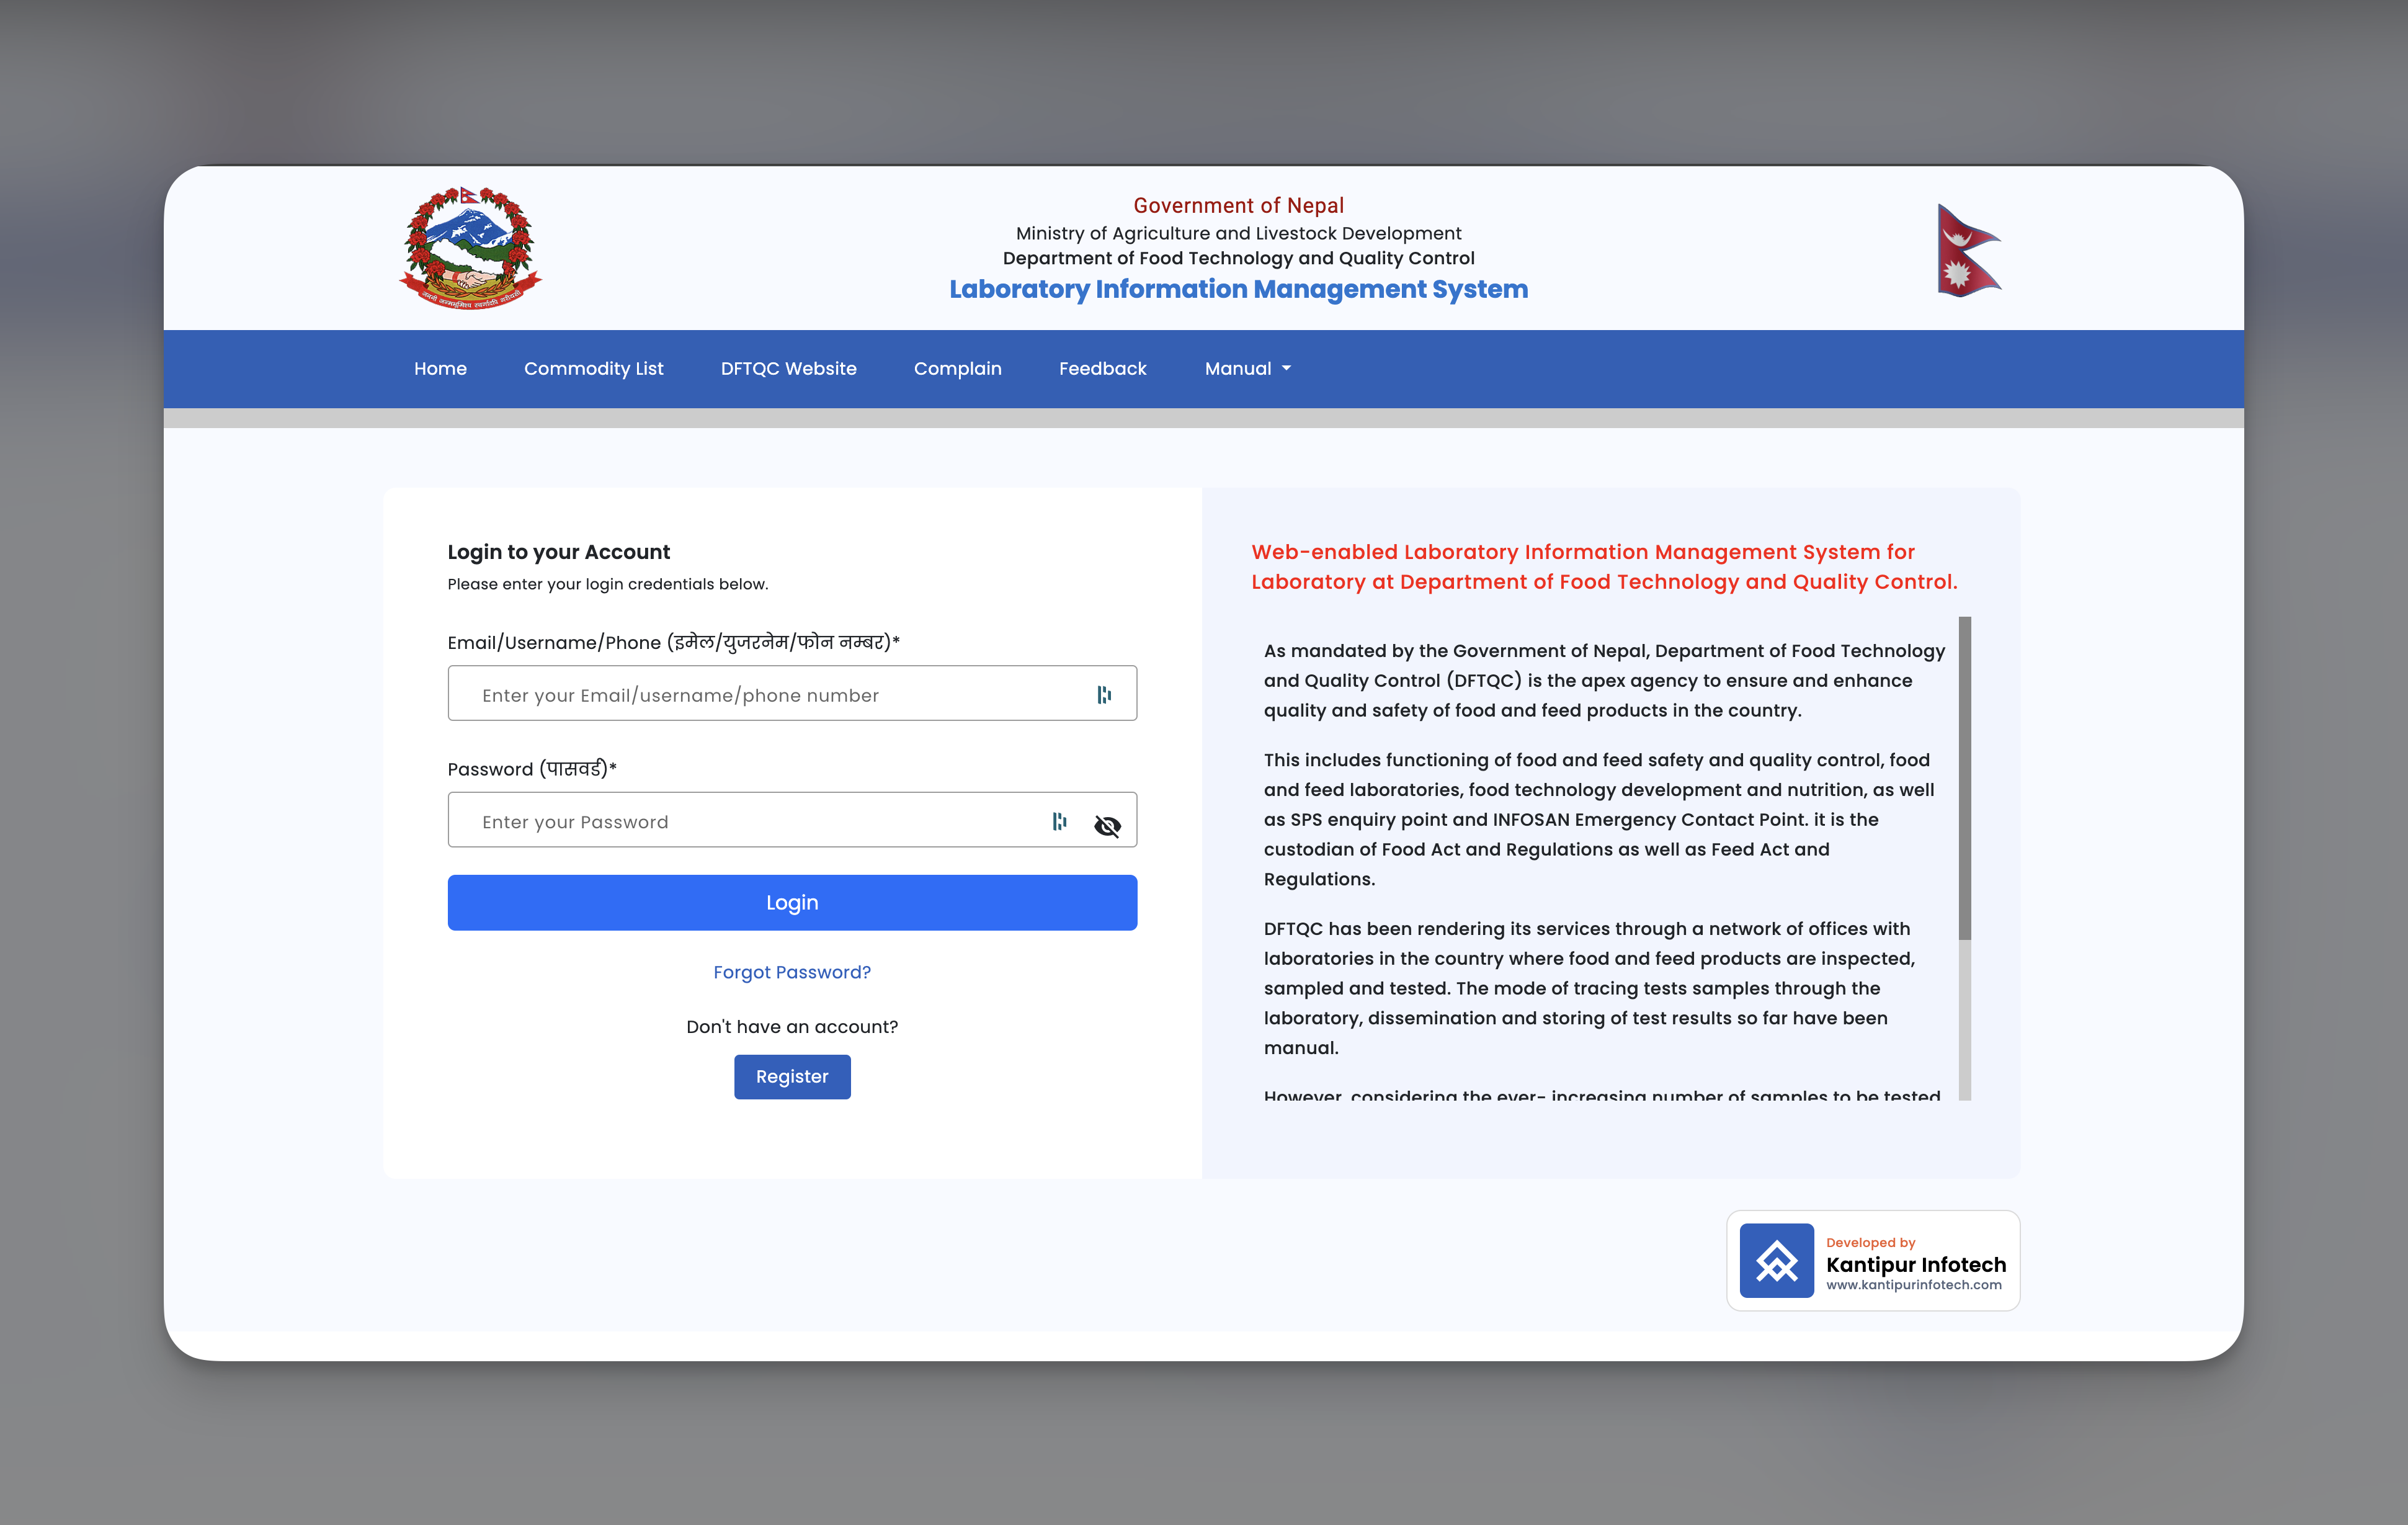 Government of Nepal
Ministry of Agriculture and Livestock Development
Department of Food Technology and Quality Control
Laboratory Information Management System
जननी जन्मभूमिश्च स्वर्गादपि गरीयसी
Home
Commodity List
DFTQC Website
Complain
Feedback
Manual
Login to your Account
Please enter your login credentials below.
Email/Username/Phone (इमेल/युजरनेम/फोन नम्बर)*
Enter your Email/username/phone number
Password (पासवर्ड)*
Enter your Password
Login
Forgot Password?
Don't have an account?
Register
Web-enabled Laboratory Information Management System for
Laboratory at Department of Food Technology and Quality Control.
As mandated by the Government of Nepal, Department of Food Technology
and Quality Control (DFTQC) is the apex agency to ensure and enhance
quality and safety of food and feed products in the country.
This includes functioning of food and feed safety and quality control, food
and feed laboratories, food technology development and nutrition, as well
as SPS enquiry point and INFOSAN Emergency Contact Point. it is the
custodian of Food Act and Regulations as well as Feed Act and
Regulations.
DFTQC has been rendering its services through a network of offices with
laboratories in the country where food and feed products are inspected,
sampled and tested. The mode of tracing tests samples through the
laboratory, dissemination and storing of test results so far have been
manual.
However, considering the ever- increasing number of samples to be tested
Developed by
Kantipur Infotech
www.kantipurinfotech.com